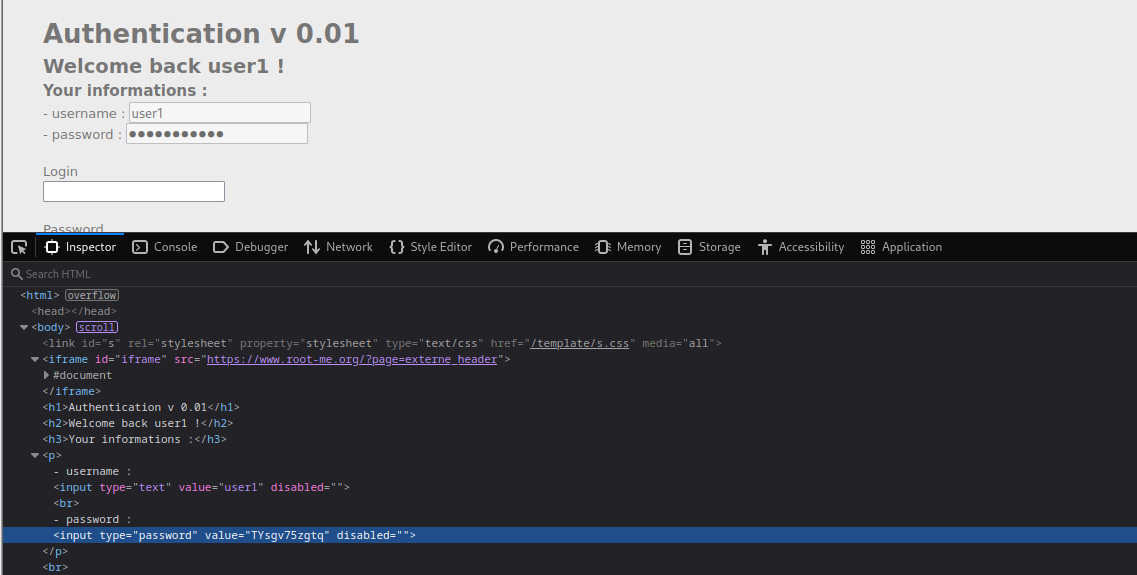 Authentication v 0.01
Welcome back user1 !
Your informations :
- username : user1
- password : ●●●●●●●●●●●
Login
Password
Inspector Console Debugger Network Style Editor Performance Memory Storage Accessibility Application
Search HTML
<html> overflow
<head></head>
<body> scroll
<link id="s" rel="stylesheet" property="stylesheet" type="text/css" href="/template/s.css" media="all">
<iframe id="iframe" src="https://www.root-me.org/?page=externe_header">
#document
</iframe>
<h1>Authentication v 0.01</h1>
<h2>Welcome back user1 !</h2>
<h3>Your informations :</h3>
<p>
- username :
<input type="text" value="user1" disabled="">
<br>
- password :
<input type="password" value="TYsgv75zgtq" disabled="">
</p>
<br>